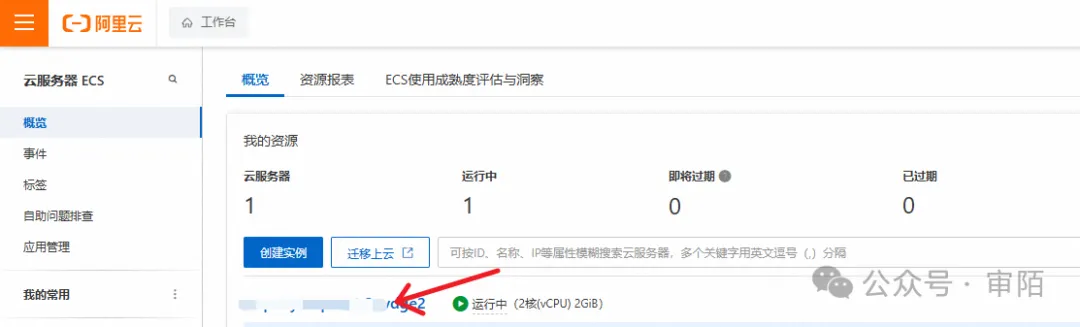 阿里云
工作台
云服务器 ECS
概览
事件
标签
自助问题排查
应用管理
我的常用
概览 资源报表 ECS使用成熟度评估与洞察
我的资源
云服务器 运行中 即将过期 已过期
1 1 0 0
创建实例 迁移上云 可按ID、名称、IP等属性模糊搜索云服务器,多个关键字用英文逗号 (,) 分隔
运行中 (2核(vCPU) 2GiB)
公众号 · 审陌